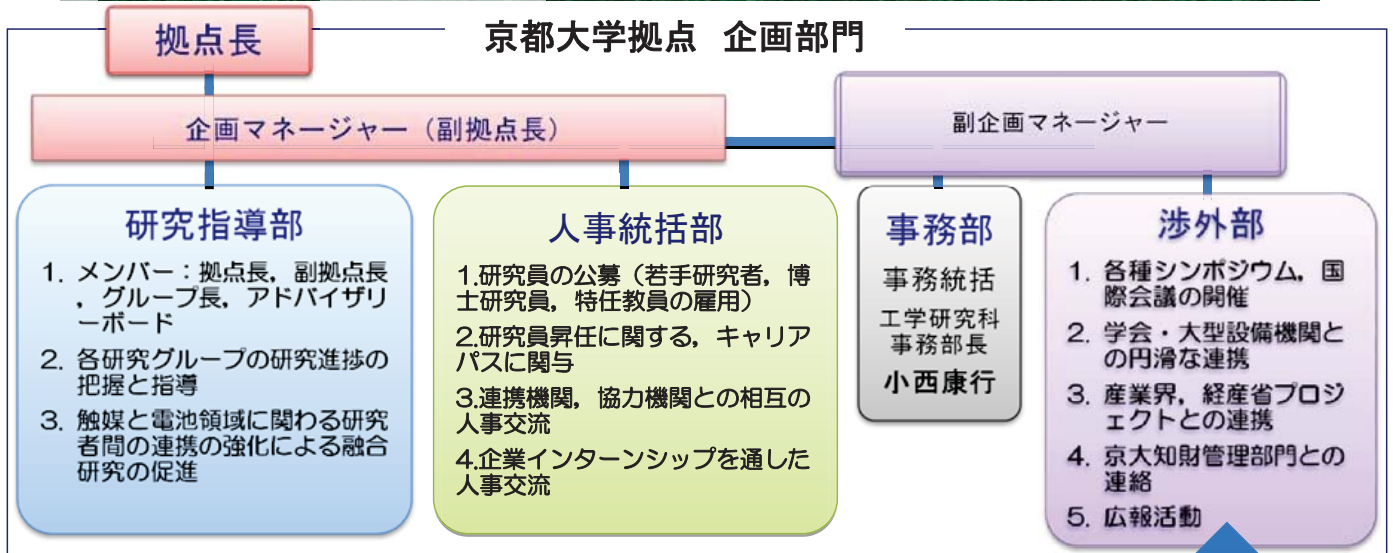 京都大学拠点 企画部門
拠点長
企画マネージャー（副拠点長）
副企画マネージャー
研究指導部
1. メンバー：拠点長，副拠点長
，グループ長，アドバイザリ
ーボード
2. 各研究グループの研究進捗の
把握と指導
3. 触媒と電池領域に関わる研究
者間の連携の強化による融合
研究の促進
人事統括部
1.研究員の公募（若手研究者，博
士研究員，特任教員の雇用）
2.研究員昇任に関する，キャリア
パスに関与
3.連携機関，協力機関との相互の
人事交流
4.企業インターンシップを通した
人事交流
事務部
事務統括
工学研究科
事務部長
小西康行
渉外部
1. 各種シンポジウム，国
際会議の開催
2. 学会・大型設備機関と
の円滑な連携
3. 産業界，経産省プロジ
ェクトとの連携
4. 京大知財管理部門との
連絡
5. 広報活動